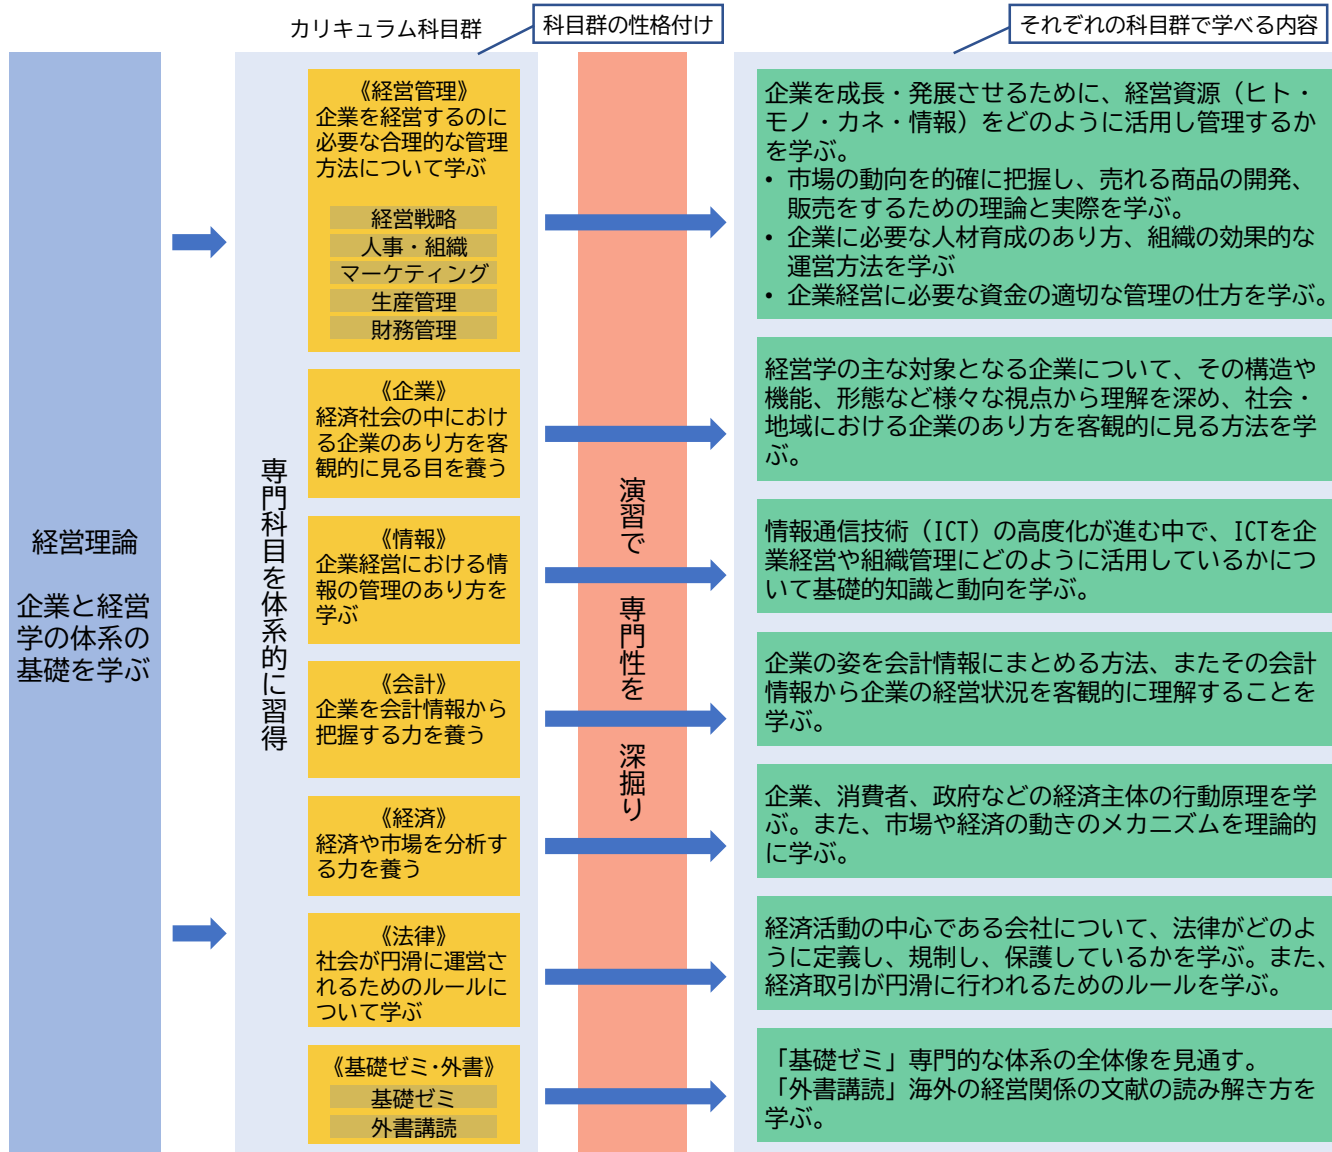 カリキュラム科目群
科目群の性格付け
それぞれの科目群で学べる内容
経営理論
企業と経営
学の体系の
基礎を学ぶ
専門科目を体系的に習得
《経営管理》
企業を経営するのに
必要な合理的な管理
方法について学ぶ
経営戦略
人事・組織
マーケティング
生産管理
財務管理
《企業》
経済社会の中におけ
る企業のあり方を客
観的に見る目を養う
《情報》
企業経営における情
報の管理のあり方を
学ぶ
《会計》
企業を会計情報から
把握する力を養う
《経済》
経済や市場を分析す
る力を養う
《法律》
社会が円滑に運営さ
れるためのルールに
ついて学ぶ
《基礎ゼミ・外書》
基礎ゼミ
外書講読
演習で
専門性を
深掘り
企業を成長・発展させるために、経営資源（ヒト・
モノ・カネ・情報）をどのように活用し管理するか
を学ぶ。
• 市場の動向を的確に把握し、売れる商品の開発、
販売をするための理論と実際を学ぶ。
• 企業に必要な人材育成のあり方、組織の効果的な
運営方法を学ぶ
• 企業経営に必要な資金の適切な管理の仕方を学ぶ。
経営学の主な対象となる企業について、その構造や
機能、形態など様々な視点から理解を深め、社会・
地域における企業のあり方を客観的に見る方法を学
ぶ。
情報通信技術（ICT）の高度化が進む中で、ICTを企
業経営や組織管理にどのように活用しているかにつ
いて基礎的知識と動向を学ぶ。
企業の姿を会計情報にまとめる方法、またその会計
情報から企業の経営状況を客観的に理解することを
学ぶ。
企業、消費者、政府などの経済主体の行動原理を学
ぶ。また、市場や経済の動きのメカニズムを理論的
に学ぶ。
経済活動の中心である会社について、法律がどのよ
うに定義し、規制し、保護しているかを学ぶ。また、
経済取引が円滑に行われるためのルールを学ぶ。
「基礎ゼミ」専門的な体系の全体像を見通す。
「外書講読」海外の経営関係の文献の読み解き方を
学ぶ。